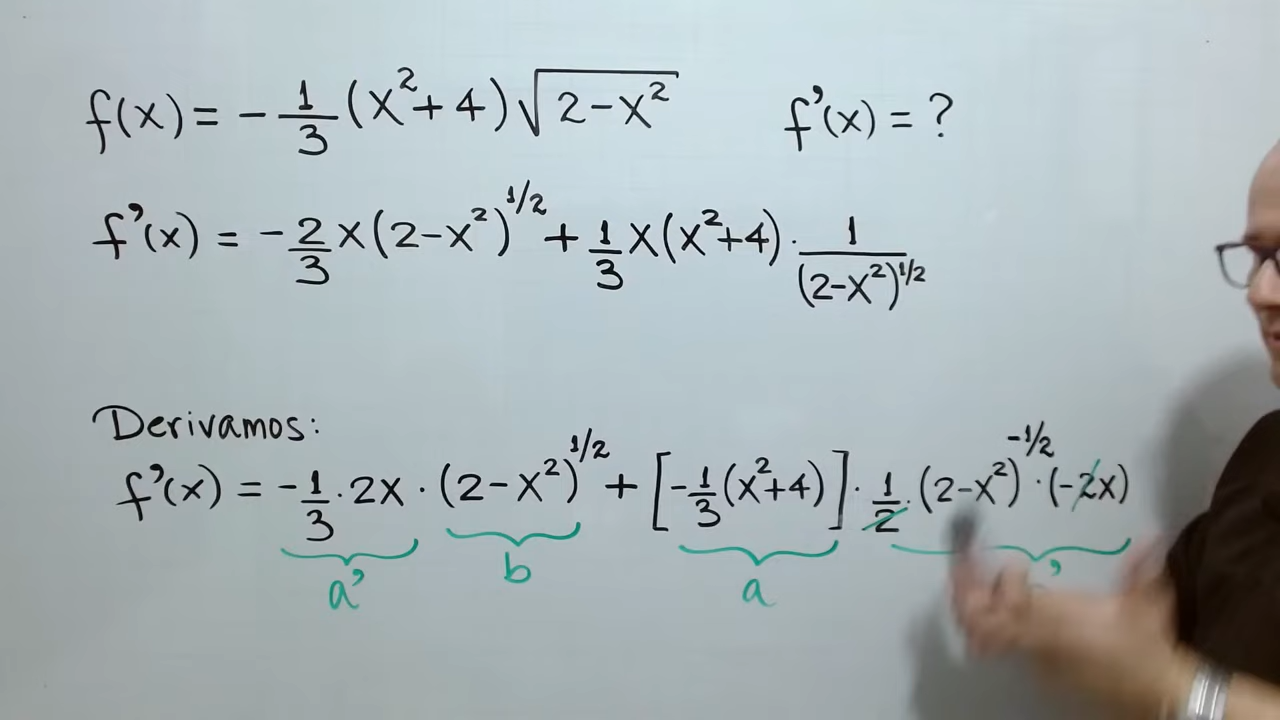 f(x) = -1/3 (x²+4)√(2-x²) f'(x) = ?
f'(x) = -2/3 x(2-x²)^1/2 + 1/3 x(x²+4) · 1/(2-x²)^1/2
Derivamos:
f'(x) = -1/3 · 2x · (2-x²)^1/2 + [-1/3 (x²+4)] · 1/2 · (2-x²)^-1/2 · (-2x)
a' b a '